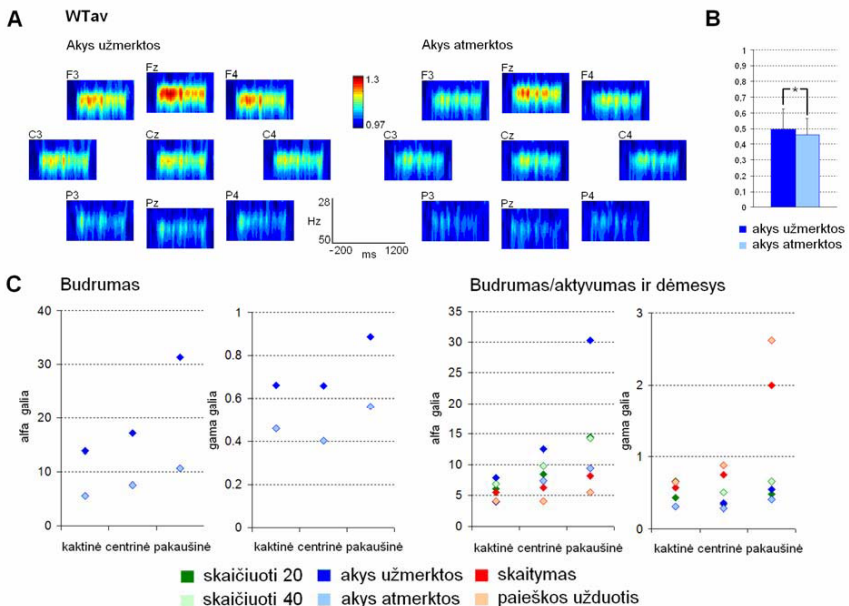 A WTav B
Akys užmerktos Akys atmerktos
F3 Fz F4 1.3 0.97 F3 Fz F4
C3 Cz C4 C3 Cz C4
P3 Pz P4 P3 Pz P4
28
Hz
50
−200 ms 1200
1
0,9
0,8
0,7
0,6
0,5
0,4
0,3
0,2
0,1
0
*
akys užmerktos
akys atmerktos
C Budrumas Budrumas/aktyvumas ir dėmesys
alfa galia
40
30
20
10
0
kaktinė centrinė pakaušinė
gama galia
1
0.8
0.6
0.4
0.2
0
kaktinė centrinė pakaušinė
alfa galia
35
30
25
20
15
10
5
0
kaktinė centrinė pakaušinė
gama galia
3
2
1
0
kaktinė centrinė pakaušinė
skaičiuoti 20 akys užmerktos skaitymas
skaičiuoti 40 akys atmerktos paieškos užduotis